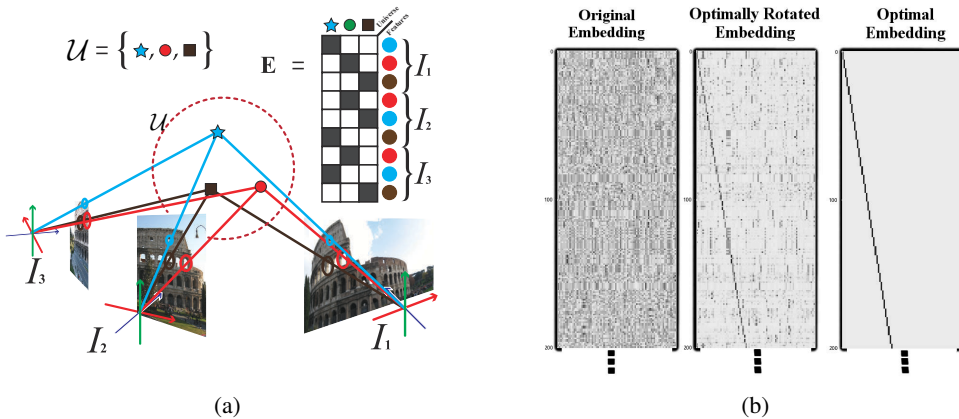 𝒰 = { , , }
E =
Universe
Features
I₁
I₂
I₃
𝒰
I₃
I₂
I₁
(a)
Original Embedding
Optimally Rotated Embedding
Optimal Embedding
0
100
200
0
100
200
0
100
200
(b)